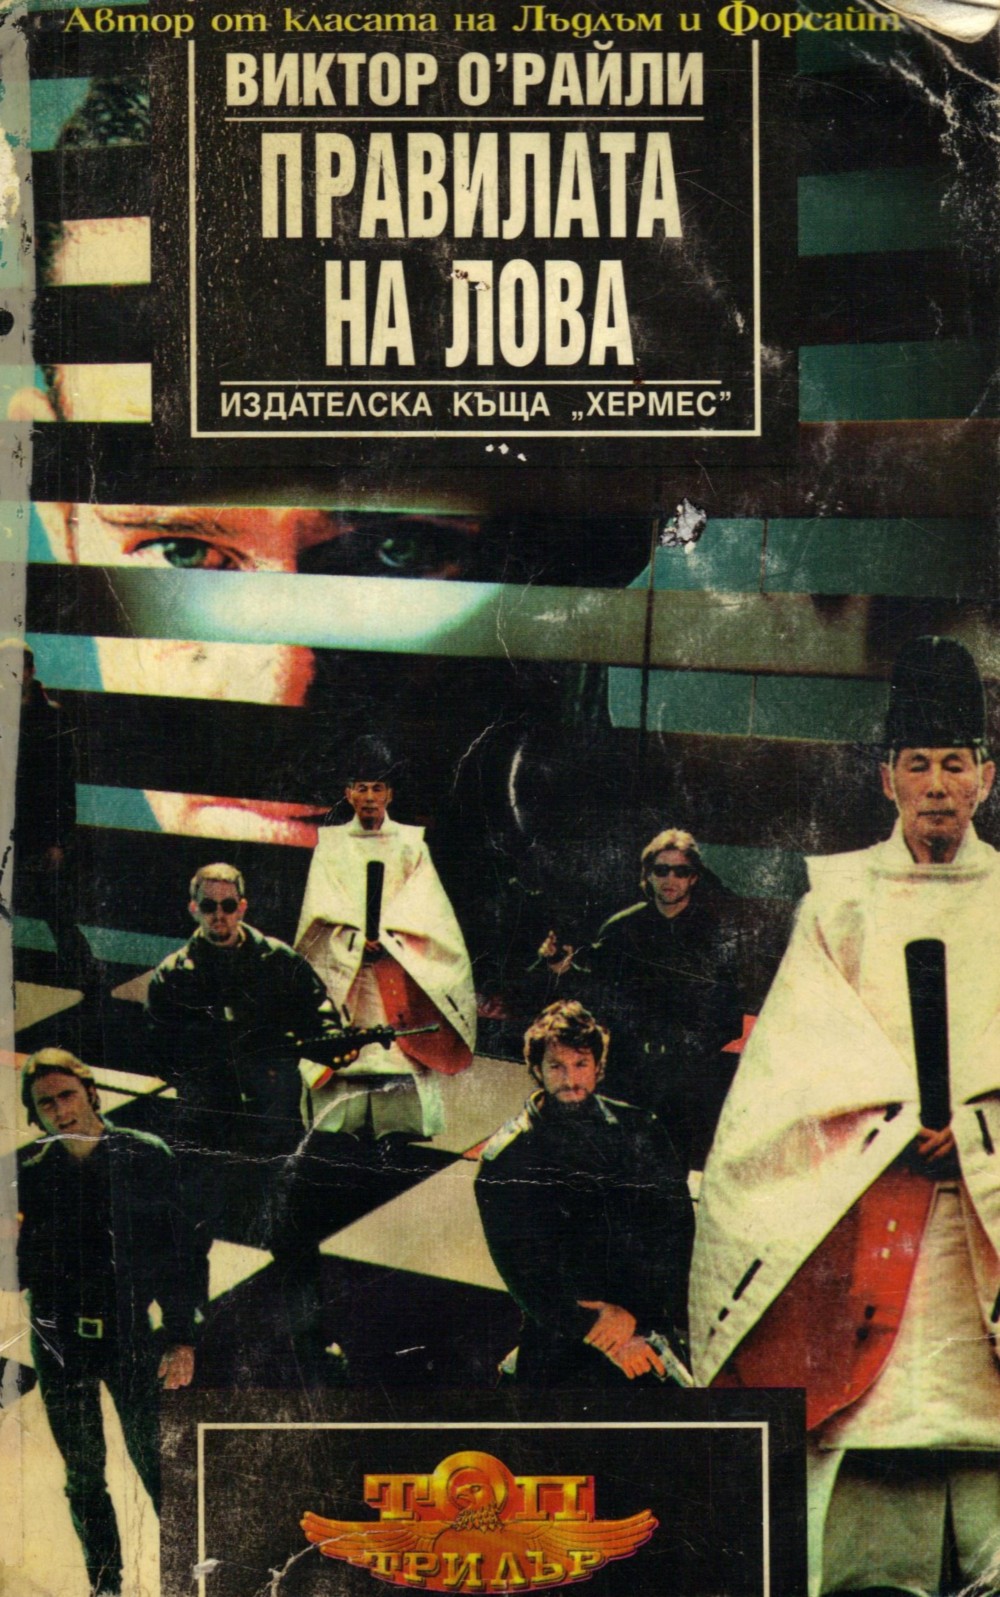 Автор от класата на Лъдлъм и Форсайт
ВИКТОР О'РАЙЛИ
ПРАВИЛАТА
НА ЛОВА
ИЗДАТЕЛСКА КЪЩА „ХЕРМЕС”
ТОП
ТРИЛЪР